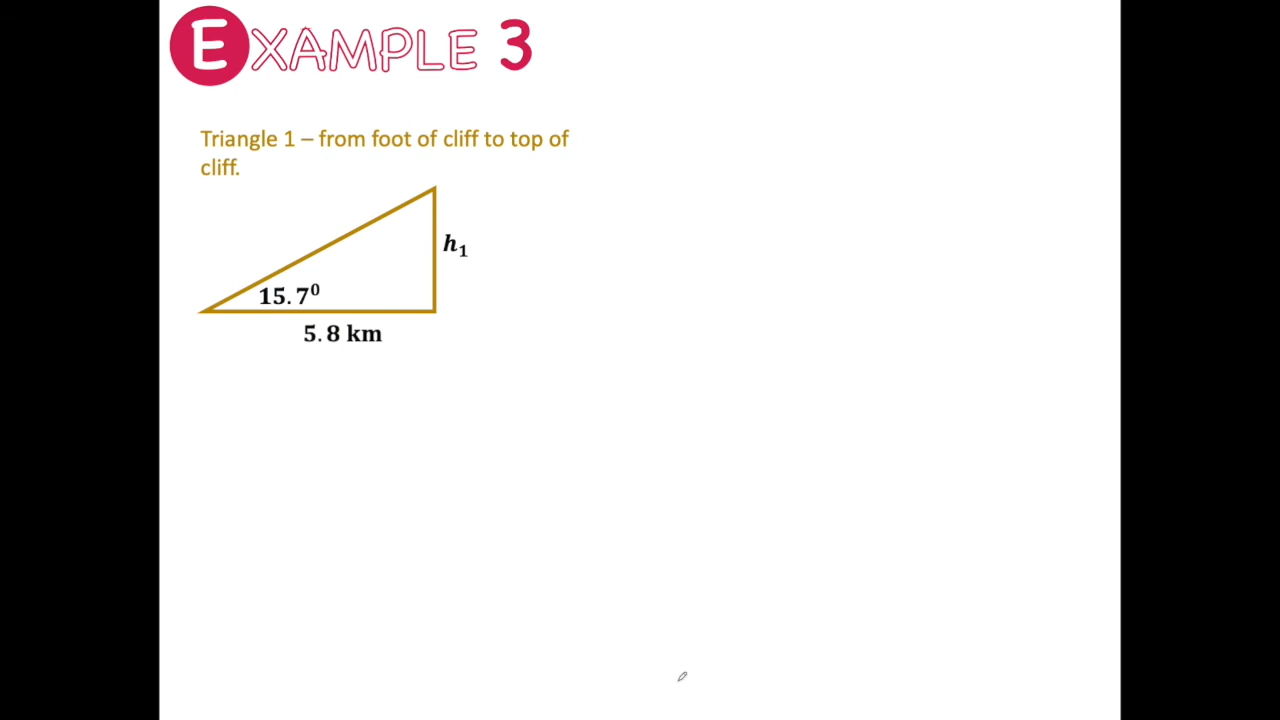 EXAMPLE 3
Triangle 1 – from foot of cliff to top of
cliff.
h₁
15.7⁰
5.8 km